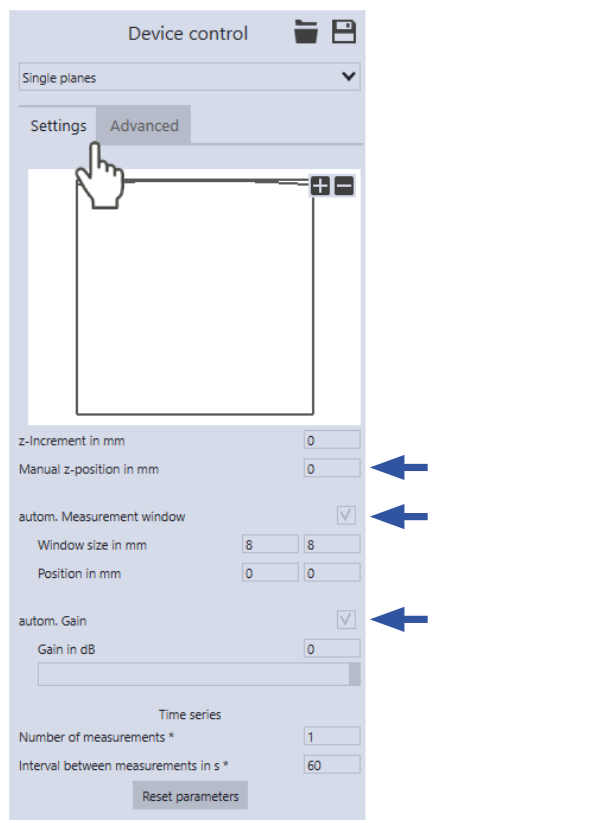 Device control
Single planes
Settings Advanced
z-Increment in mm 0
Manual z-position in mm 0
autom. Measurement window
Window size in mm 8 8
Position in mm 0 0
autom. Gain
Gain in dB 0
Time series
Number of measurements * 1
Interval between measurements in s * 60
Reset parameters